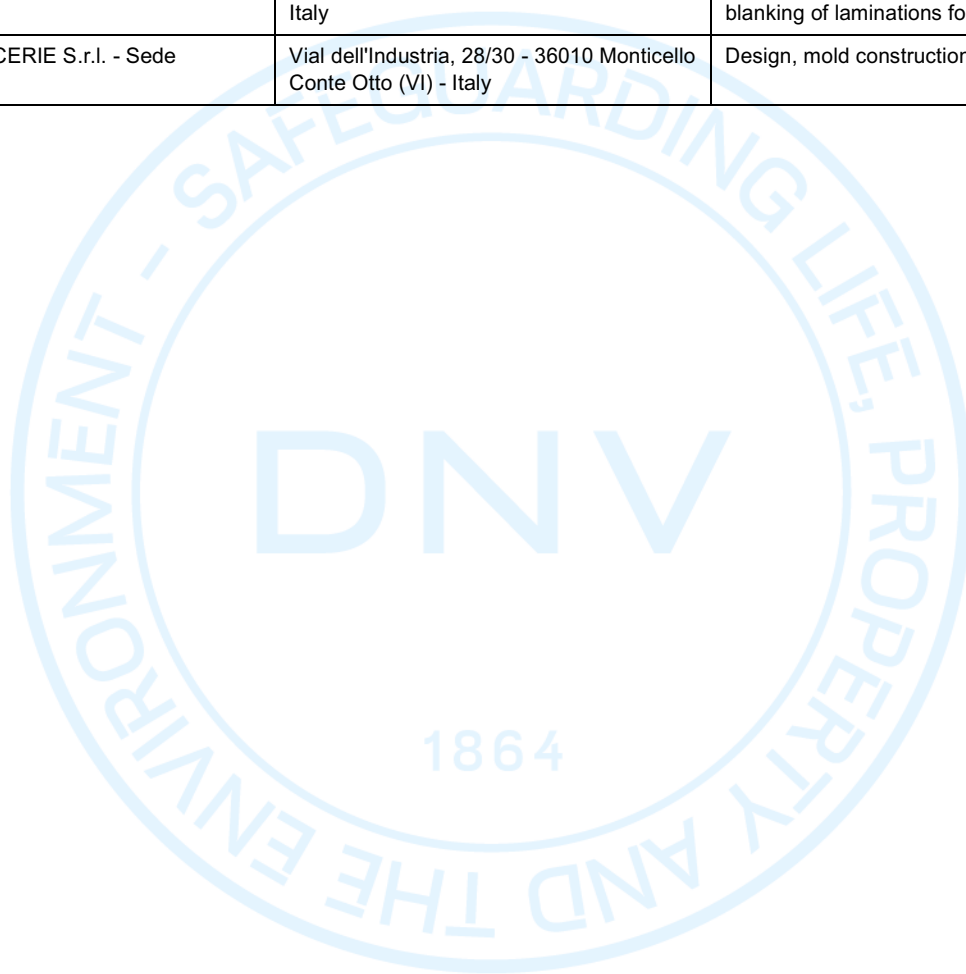 Italy
blanking of laminations fo
CERIE S.r.l. - Sede
Vial dell'Industria, 28/30 - 36010 Monticello
Conte Otto (VI) - Italy
Design, mold construction
SAFEGUARDING LIFE, PROPERTY AND THE ENVIRONMENT -
DNV
1864